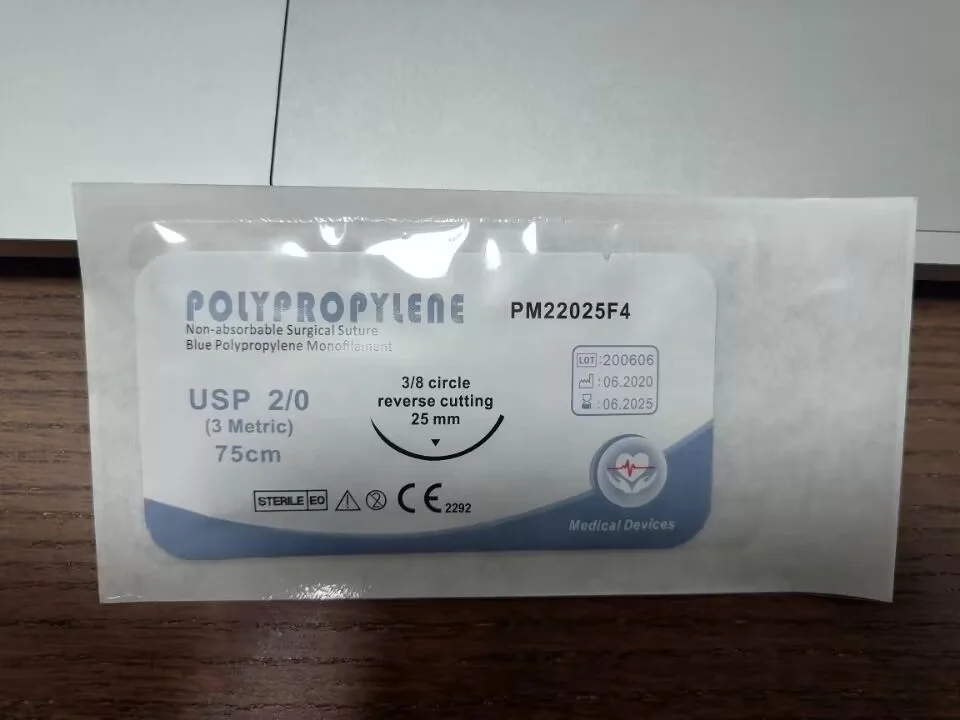 POLYPROPYLENE
Non-absorbable Surgical Suture
Blue Polypropylene Monofilament
PM22025F4
USP 2/0
(3 Metric)
75cm
3/8 circle
reverse cutting
25 mm
LOT :200606
:06.2020
:06.2025
STERILE EO
2
CE 2292
Medical Devices